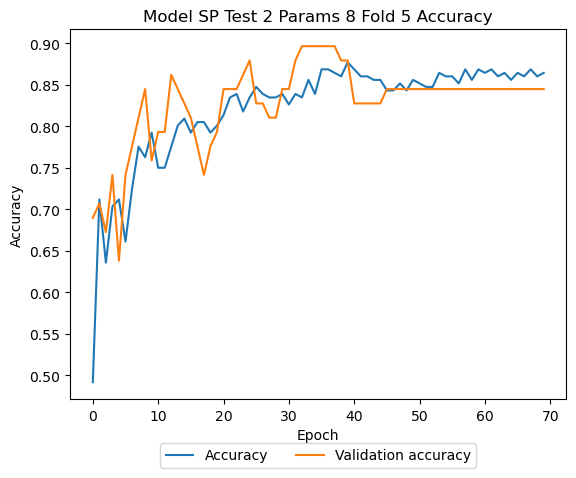 Model SP Test 2 Params 8 Fold 5 Accuracy
0.90
0.85
0.80
0.75
0.70
0.65
0.60
0.55
0.50
Accuracy
0 10 20 30 40 50 60 70
Epoch
Accuracy Validation accuracy